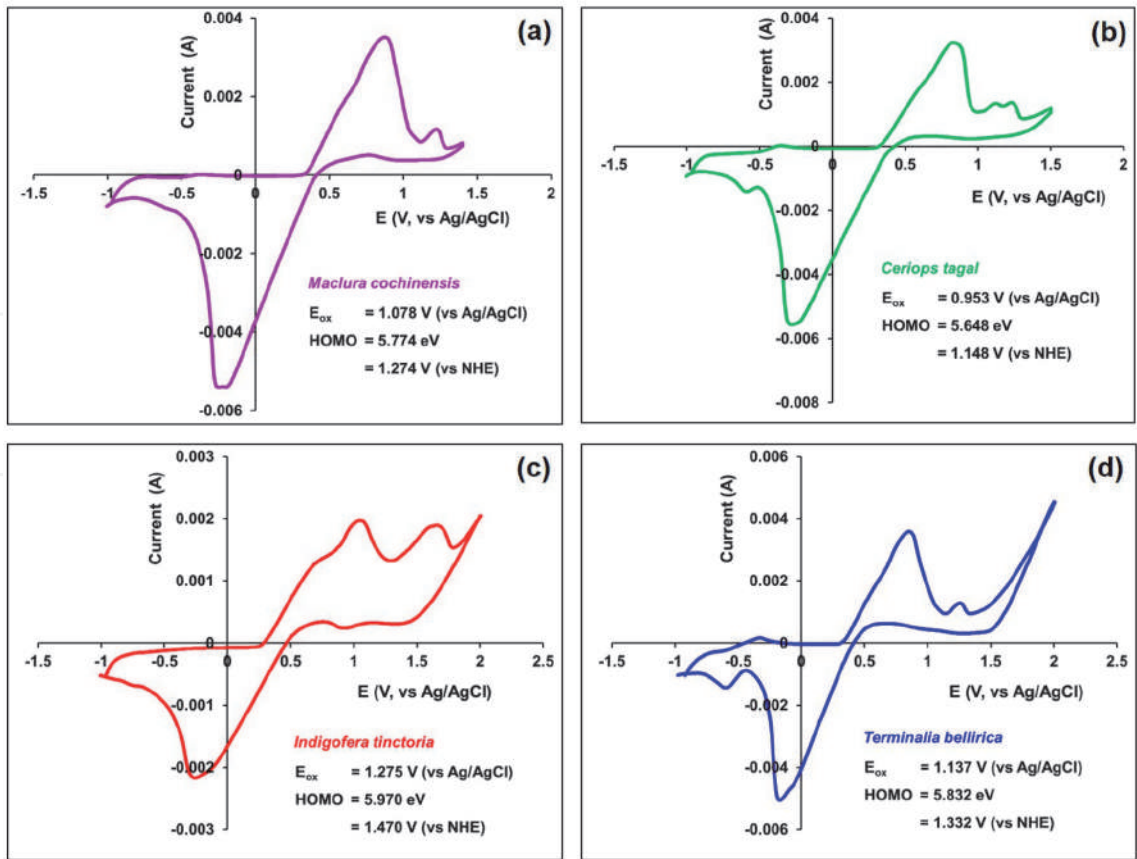 (a)
Current (A)
0.004
0.002
0
-0.002
-0.004
-0.006
-1.5
-1
-0.5
0
0.5
1
1.5
2
E (V, vs Ag/AgCl)
Maclura cochinensis
Eox = 1.078 V (vs Ag/AgCl)
HOMO = 5.774 eV
= 1.274 V (vs NHE)
(b)
Current (A)
0.004
0.002
0
-0.002
-0.004
-0.006
-0.008
-1.5
-1
-0.5
0
0.5
1
1.5
2
E (V, vs Ag/AgCl)
Ceriops tagal
Eox = 0.953 V (vs Ag/AgCl)
HOMO = 5.648 eV
= 1.148 V (vs NHE)
(c)
Current (A)
0.003
0.002
0.001
0
-0.001
-0.002
-0.003
-1.5
-1
-0.5
0
0.5
1
1.5
2
2.5
E (V, vs Ag/AgCl)
Indigofera tinctoria
Eox = 1.275 V (vs Ag/AgCl)
HOMO = 5.970 eV
= 1.470 V (vs NHE)
(d)
Current (A)
0.006
0.004
0.002
0
-0.002
-0.004
-0.006
-1.5
-1
-0.5
0
0.5
1
1.5
2
2.5
E (V, vs Ag/AgCl)
Terminalia bellirica
Eox = 1.137 V (vs Ag/AgCl)
HOMO = 5.832 eV
= 1.332 V (vs NHE)